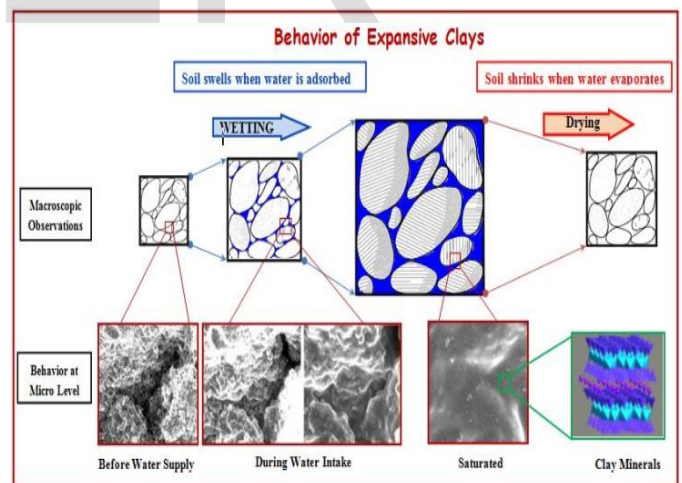 Behavior of Expansive Clays
Soil swells when water is adsorbed
Soil shrinks when water evaporates
WETTING
Drying
Macroscopic
Observations
Behavior at
Micro Level
Before Water Supply
During Water Intake
Saturated
Clay Minerals